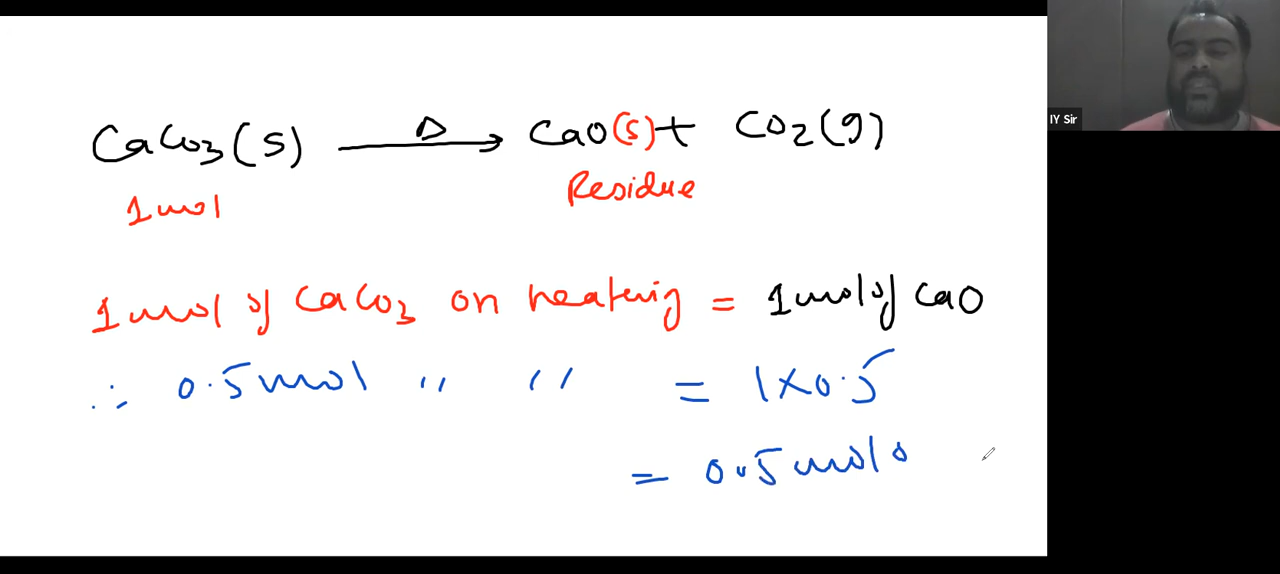 CaCO3(s) Δ → CaO(s) + CO2(g)
1mol Residue
1mol of CaCO3 on heating = 1mol of CaO
∴ 0.5mol " " = 1×0.5
= 0.5mol o
IY Sir